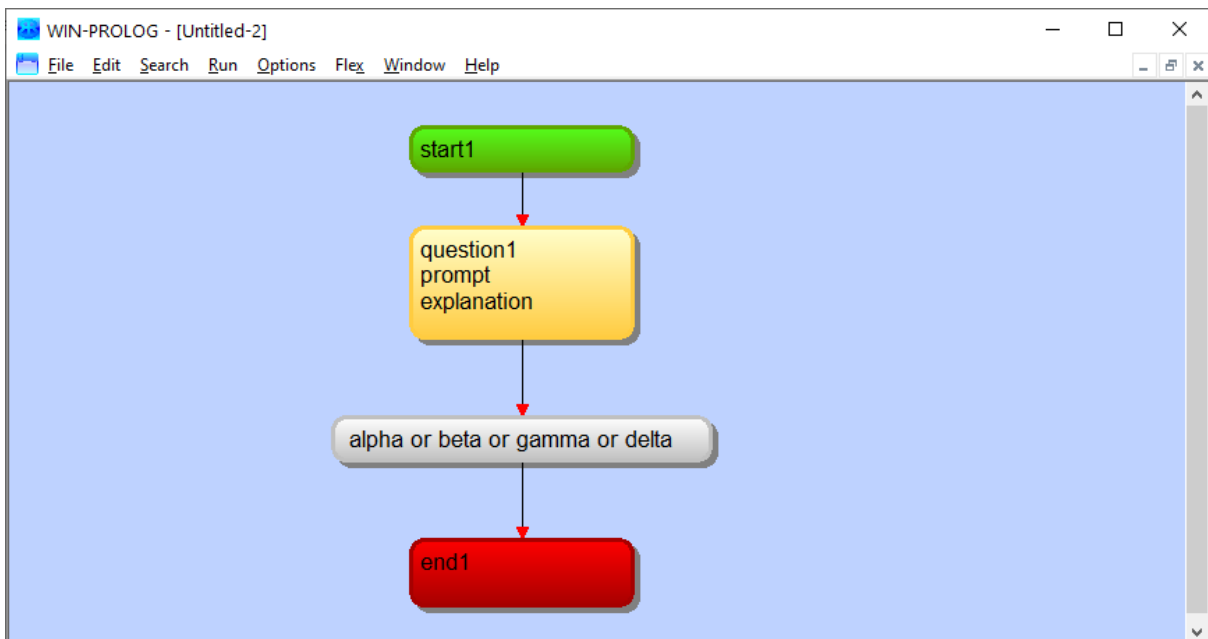 WIN-PROLOG - [Untitled-2]
File Edit Search Run Options Flex Window Help
start1
question1
prompt
explanation
alpha or beta or gamma or delta
end1